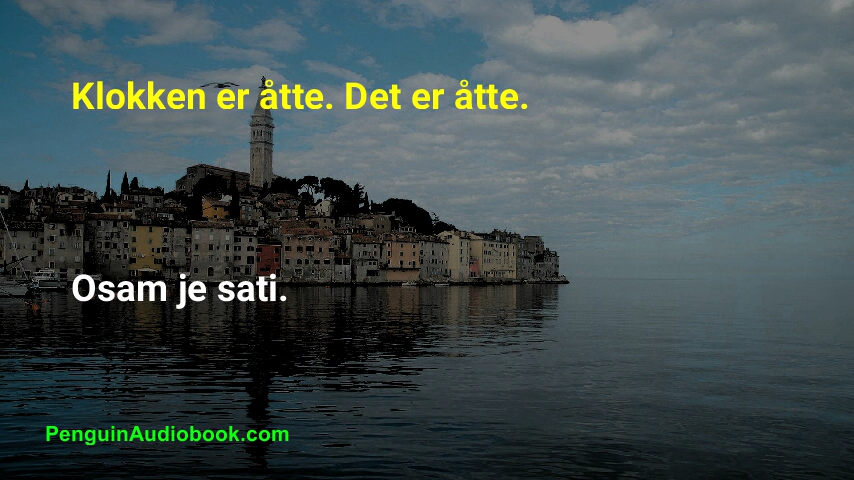 Klokken er åtte. Det er åtte.
Osam je sati.
PenguinAudiobook.com